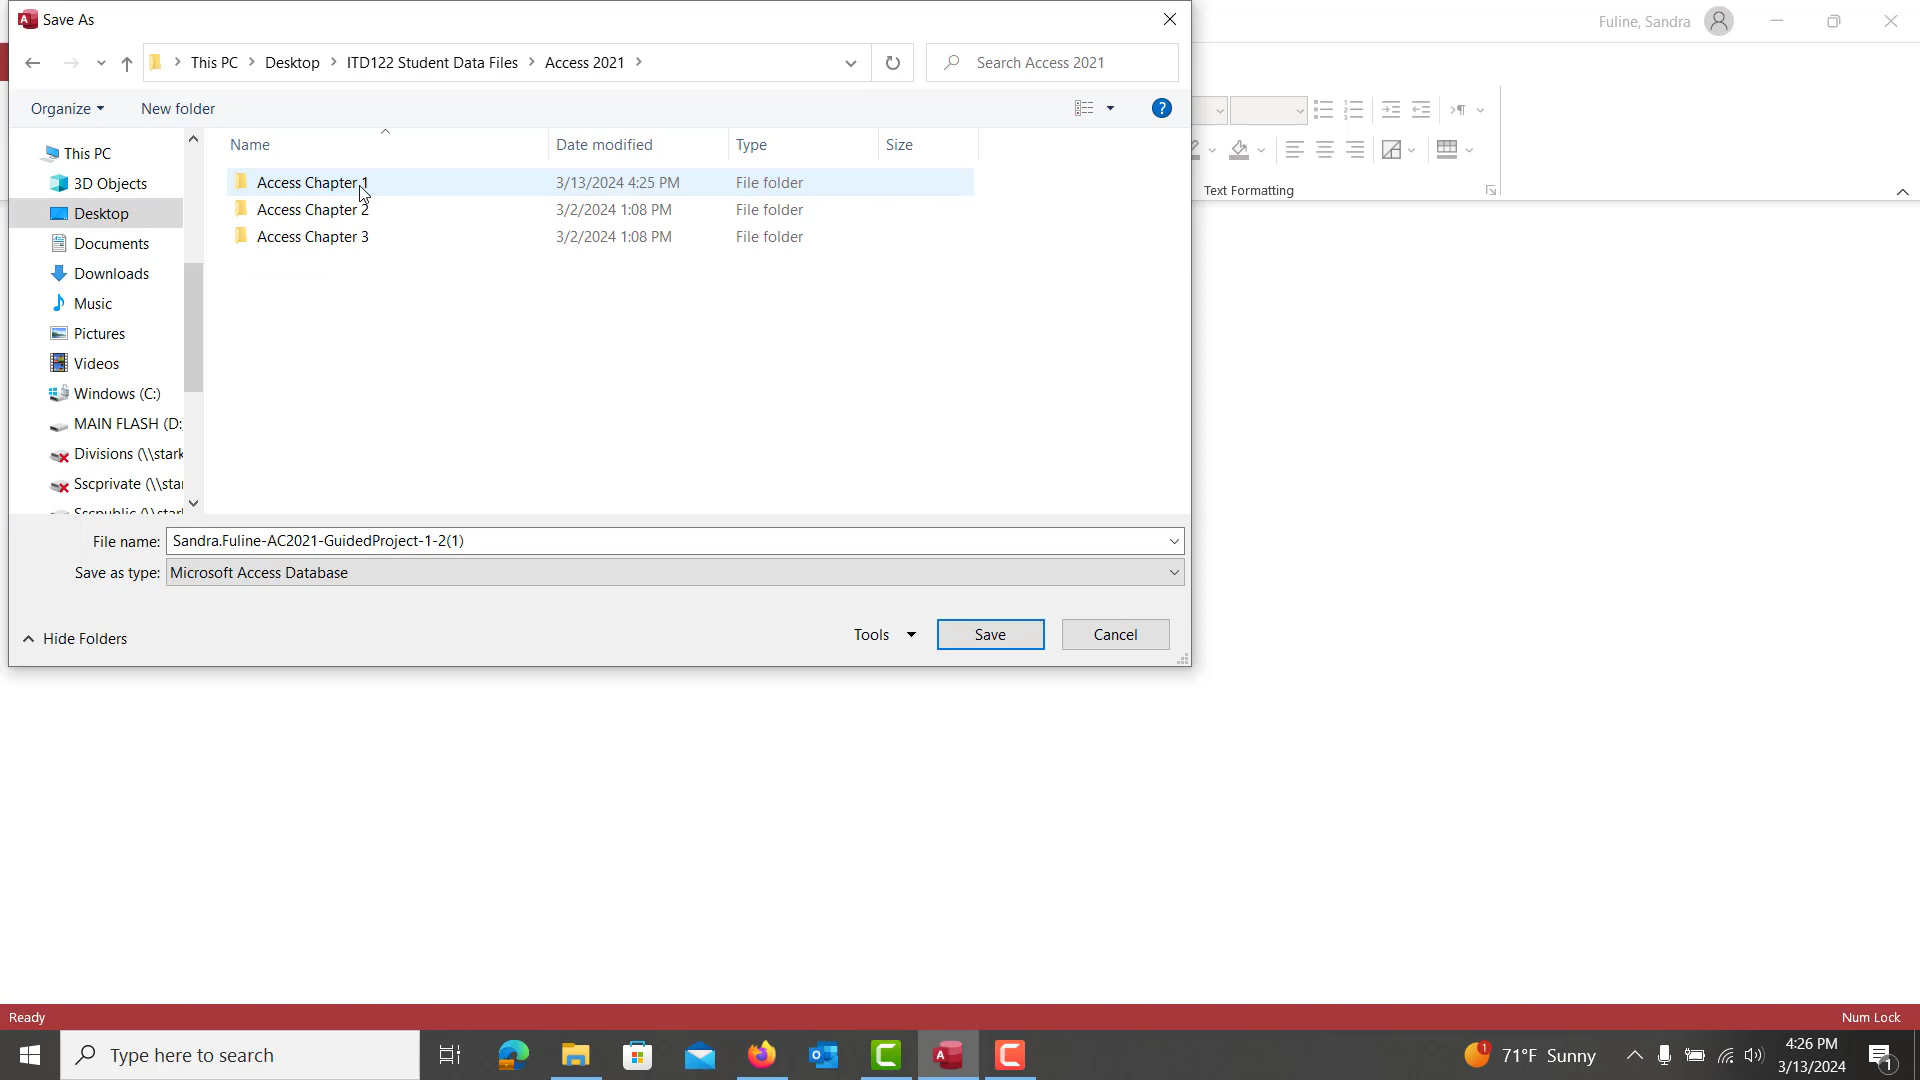 Save As
Fuline, Sandra
This PC > Desktop > ITD122 Student Data Files > Access 2021 >
Search Access 2021
Organize
New folder
Name
Date modified
Type
Size
This PC
3D Objects
Desktop
Documents
Downloads
Music
Pictures
Videos
Windows (C:)
MAIN FLASH (D:
Divisions (\\stark
Sscprivate (\\star
Sscpublic (\\stark
Access Chapter 1 3/13/2024 4:25 PM File folder
Access Chapter 2 3/2/2024 1:08 PM File folder
Access Chapter 3 3/2/2024 1:08 PM File folder
Text Formatting
File name: Sandra.Fuline-AC2021-GuidedProject-1-2(1)
Save as type: Microsoft Access Database
Hide Folders
Tools
Save
Cancel
Ready
Num Lock
Type here to search
71°F Sunny
4:26 PM
3/13/2024